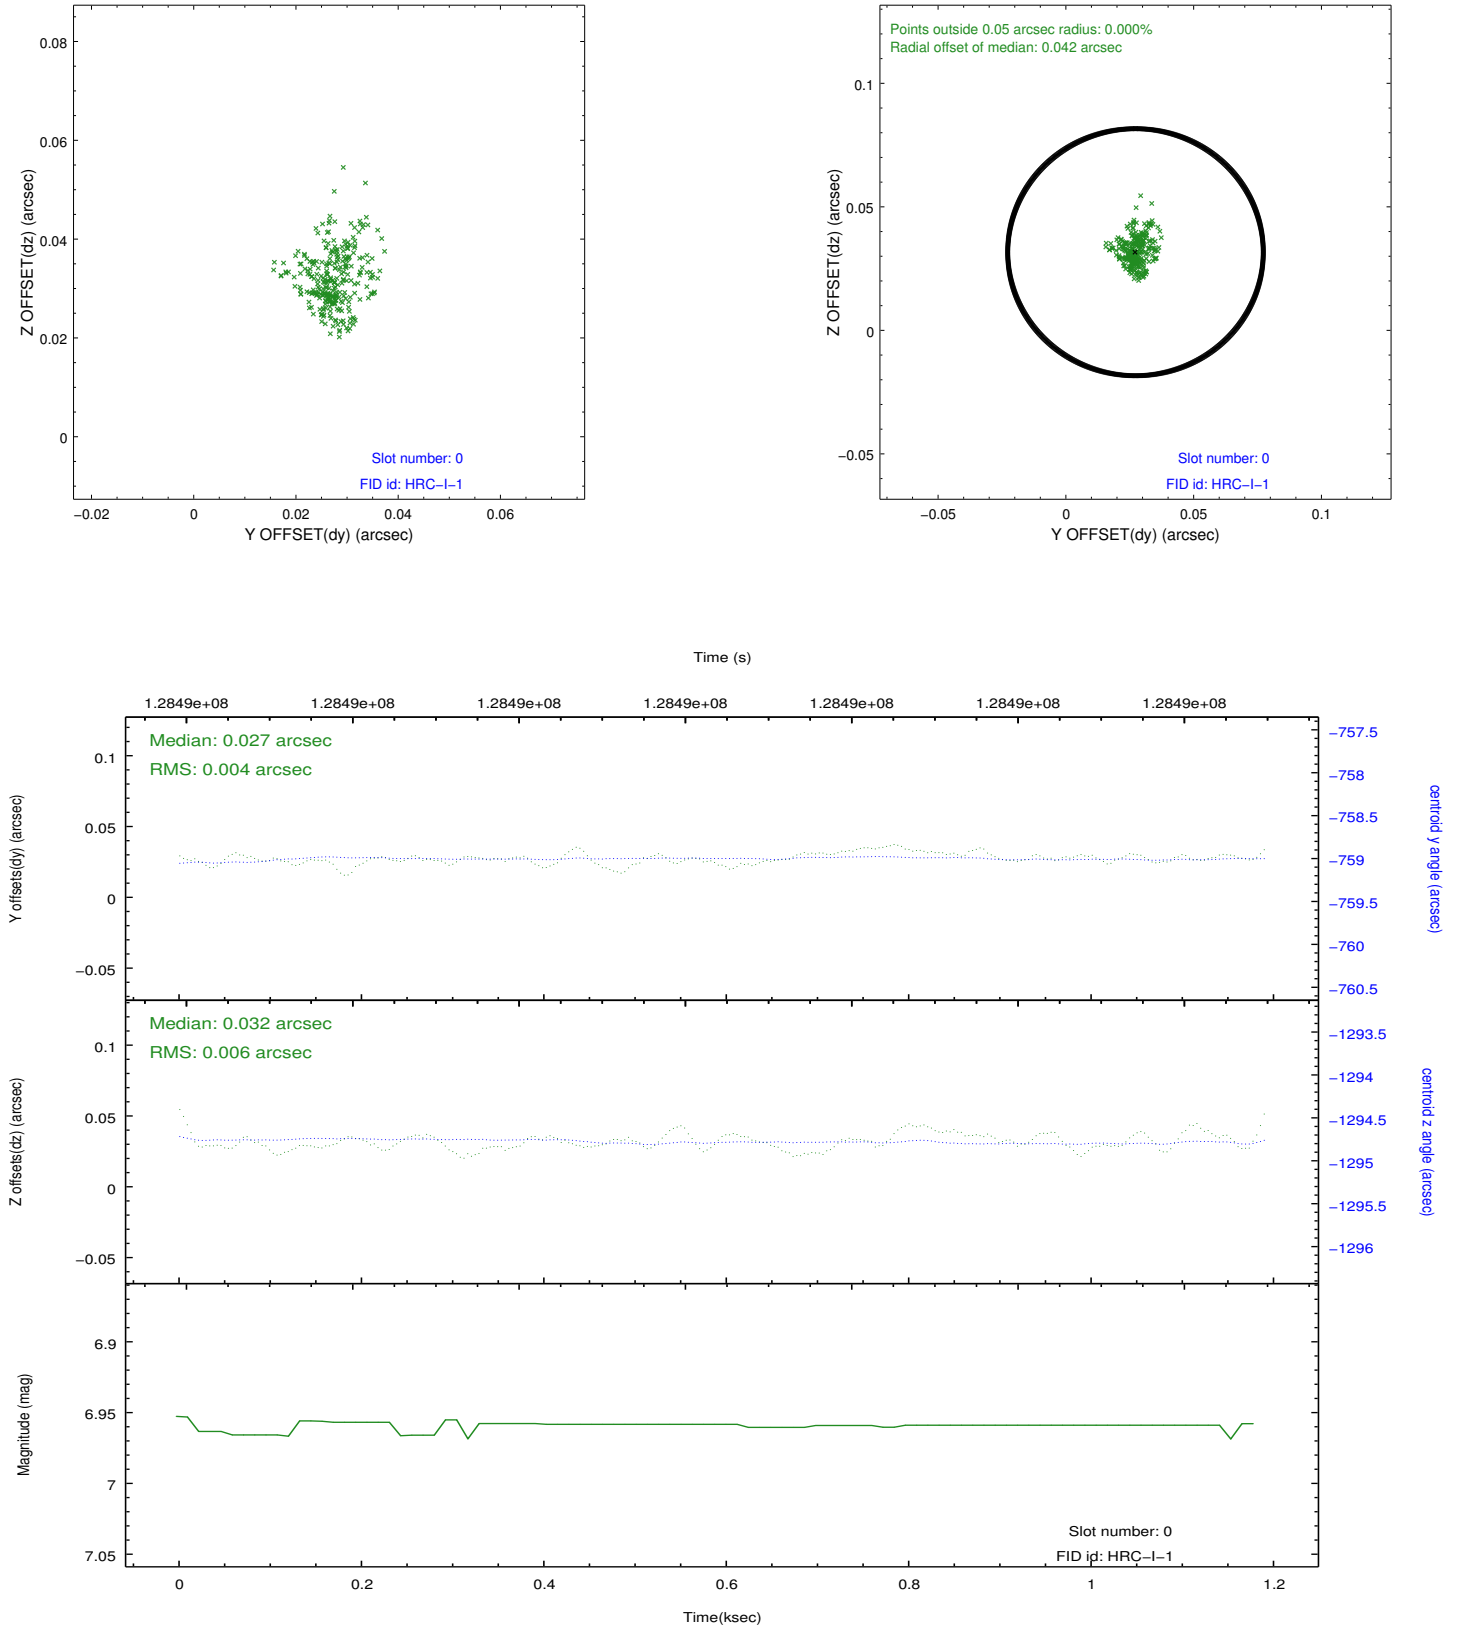 0.08
0.06
0.04
0.02
0
Z OFFSET(dz) (arcsec)
Slot number: 0
FID id: HRC−I−1
−0.02
0
0.02
0.04
0.06
Y OFFSET(dy) (arcsec)
Points outside 0.05 arcsec radius: 0.000%
Radial offset of median: 0.042 arcsec
0.1
0.05
0
−0.05
Z OFFSET(dz) (arcsec)
Slot number: 0
FID id: HRC−I−1
−0.05
0
0.05
0.1
Y OFFSET(dy) (arcsec)
Time (s)
1.2849e+08
1.2849e+08
1.2849e+08
1.2849e+08
1.2849e+08
1.2849e+08
1.2849e+08
Median: 0.027 arcsec
RMS: 0.004 arcsec
0.1
0.05
0
−0.05
Y offsets(dy) (arcsec)
−757.5
−758
−758.5
−759
−759.5
−760
−760.5
centroid y angle (arcsec)
Median: 0.032 arcsec
RMS: 0.006 arcsec
0.1
0.05
0
−0.05
Z offsets(dz) (arcsec)
−1293.5
−1294
−1294.5
−1295
−1295.5
−1296
centroid z angle (arcsec)
6.9
6.95
7
7.05
Magnitude (mag)
Slot number: 0
FID id: HRC−I−1
0
0.2
0.4
0.6
0.8
1
1.2
Time(ksec)